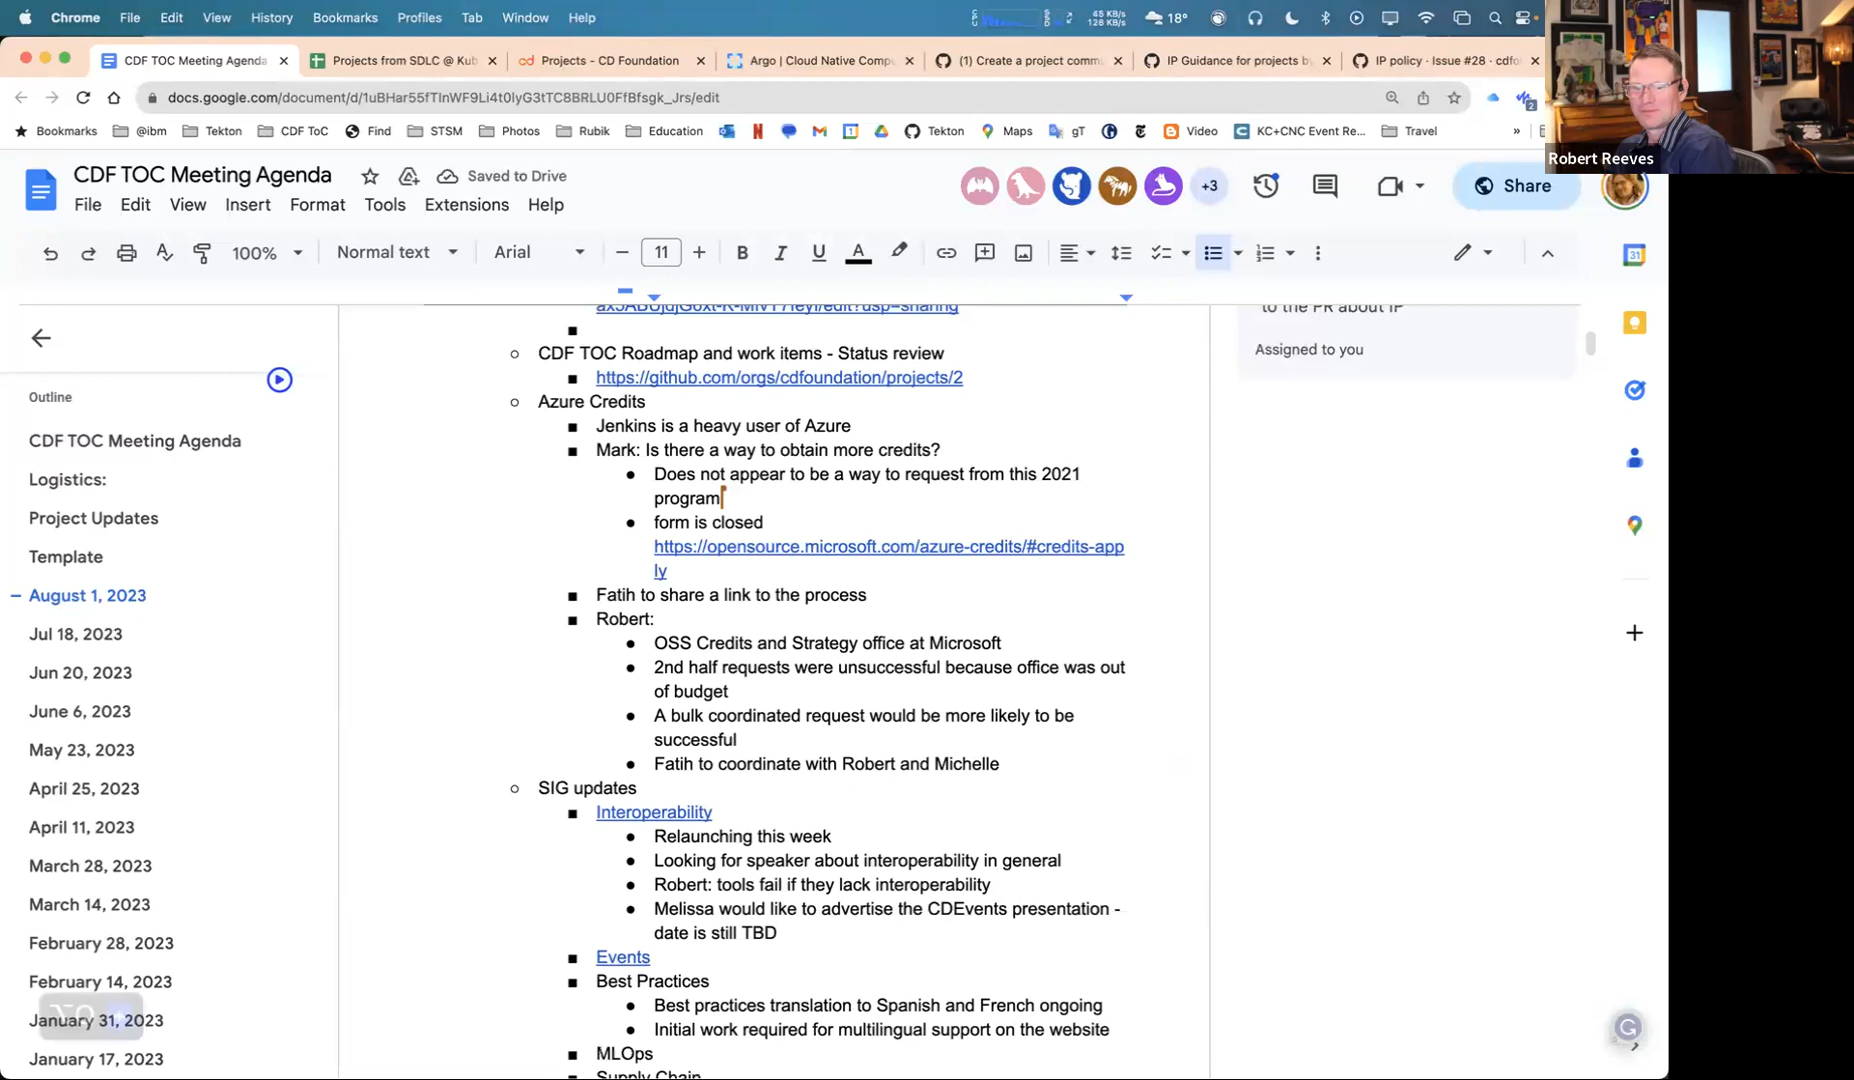 Chrome File Edit View History Bookmarks Profiles Tab Window Help 45 KB/s 128 KB/s 18°
CDF TOC Meeting Agenda Projects from SDLC @ Kub Projects - CD Foundation Argo | Cloud Native Compu (1) Create a project commu IP Guidance for projects by IP policy · Issue #28 · cdfo
docs.google.com/document/d/1uBHar55fTInWF9Li4t0lyG3tTC8BRLU0FfBfsgk_Jrs/edit
Bookmarks @ibm Tekton CDF ToC Find STSM Photos Rubik Education Tekton Maps gT Video KC+CNC Event Re... Travel »
Robert Reeves
CDF TOC Meeting Agenda Saved to Drive +3 Share
File Edit View Insert Format Tools Extensions Help
100% Normal text Arial 11 B I U A
Outline
CDF TOC Meeting Agenda
Logistics:
Project Updates
Template
August 1, 2023
Jul 18, 2023
Jun 20, 2023
June 6, 2023
May 23, 2023
April 25, 2023
April 11, 2023
March 28, 2023
March 14, 2023
February 28, 2023
February 14, 2023
January 31, 2023
January 17, 2023
CDF TOC Roadmap and work items - Status review
https://github.com/orgs/cdfoundation/projects/2
Azure Credits
Jenkins is a heavy user of Azure
Mark: Is there a way to obtain more credits?
Does not appear to be a way to request from this 2021
program
form is closed
https://opensource.microsoft.com/azure-credits/#credits-app
ly
Fatih to share a link to the process
Robert:
OSS Credits and Strategy office at Microsoft
2nd half requests were unsuccessful because office was out
of budget
A bulk coordinated request would be more likely to be
successful
Fatih to coordinate with Robert and Michelle
SIG updates
Interoperability
Relaunching this week
Looking for speaker about interoperability in general
Robert: tools fail if they lack interoperability
Melissa would like to advertise the CDEvents presentation -
date is still TBD
Events
Best Practices
Best practices translation to Spanish and French ongoing
Initial work required for multilingual support on the website
MLOps
Supply Chain
to the PR about IP
Assigned to you